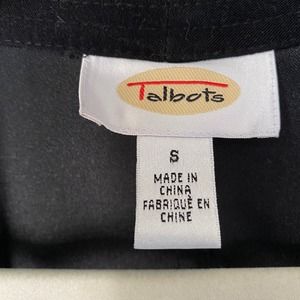 Talbots
S
MADE IN
CHINA
FABRIQUÉ EN
CHINE